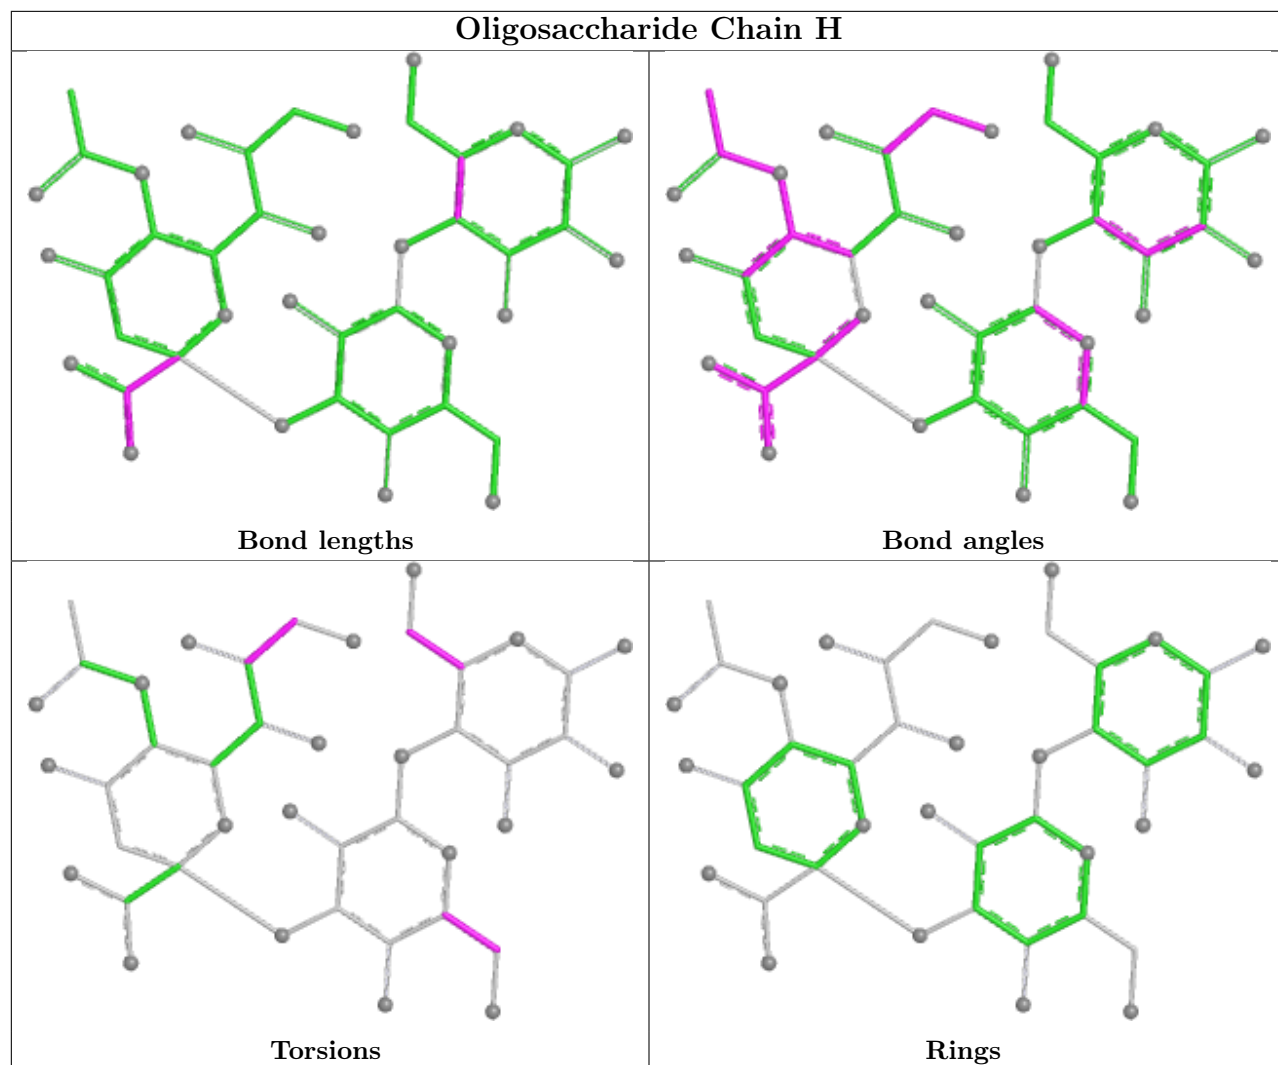 Oligosaccharide Chain H
Bond lengths
Bond angles
Torsions
Rings